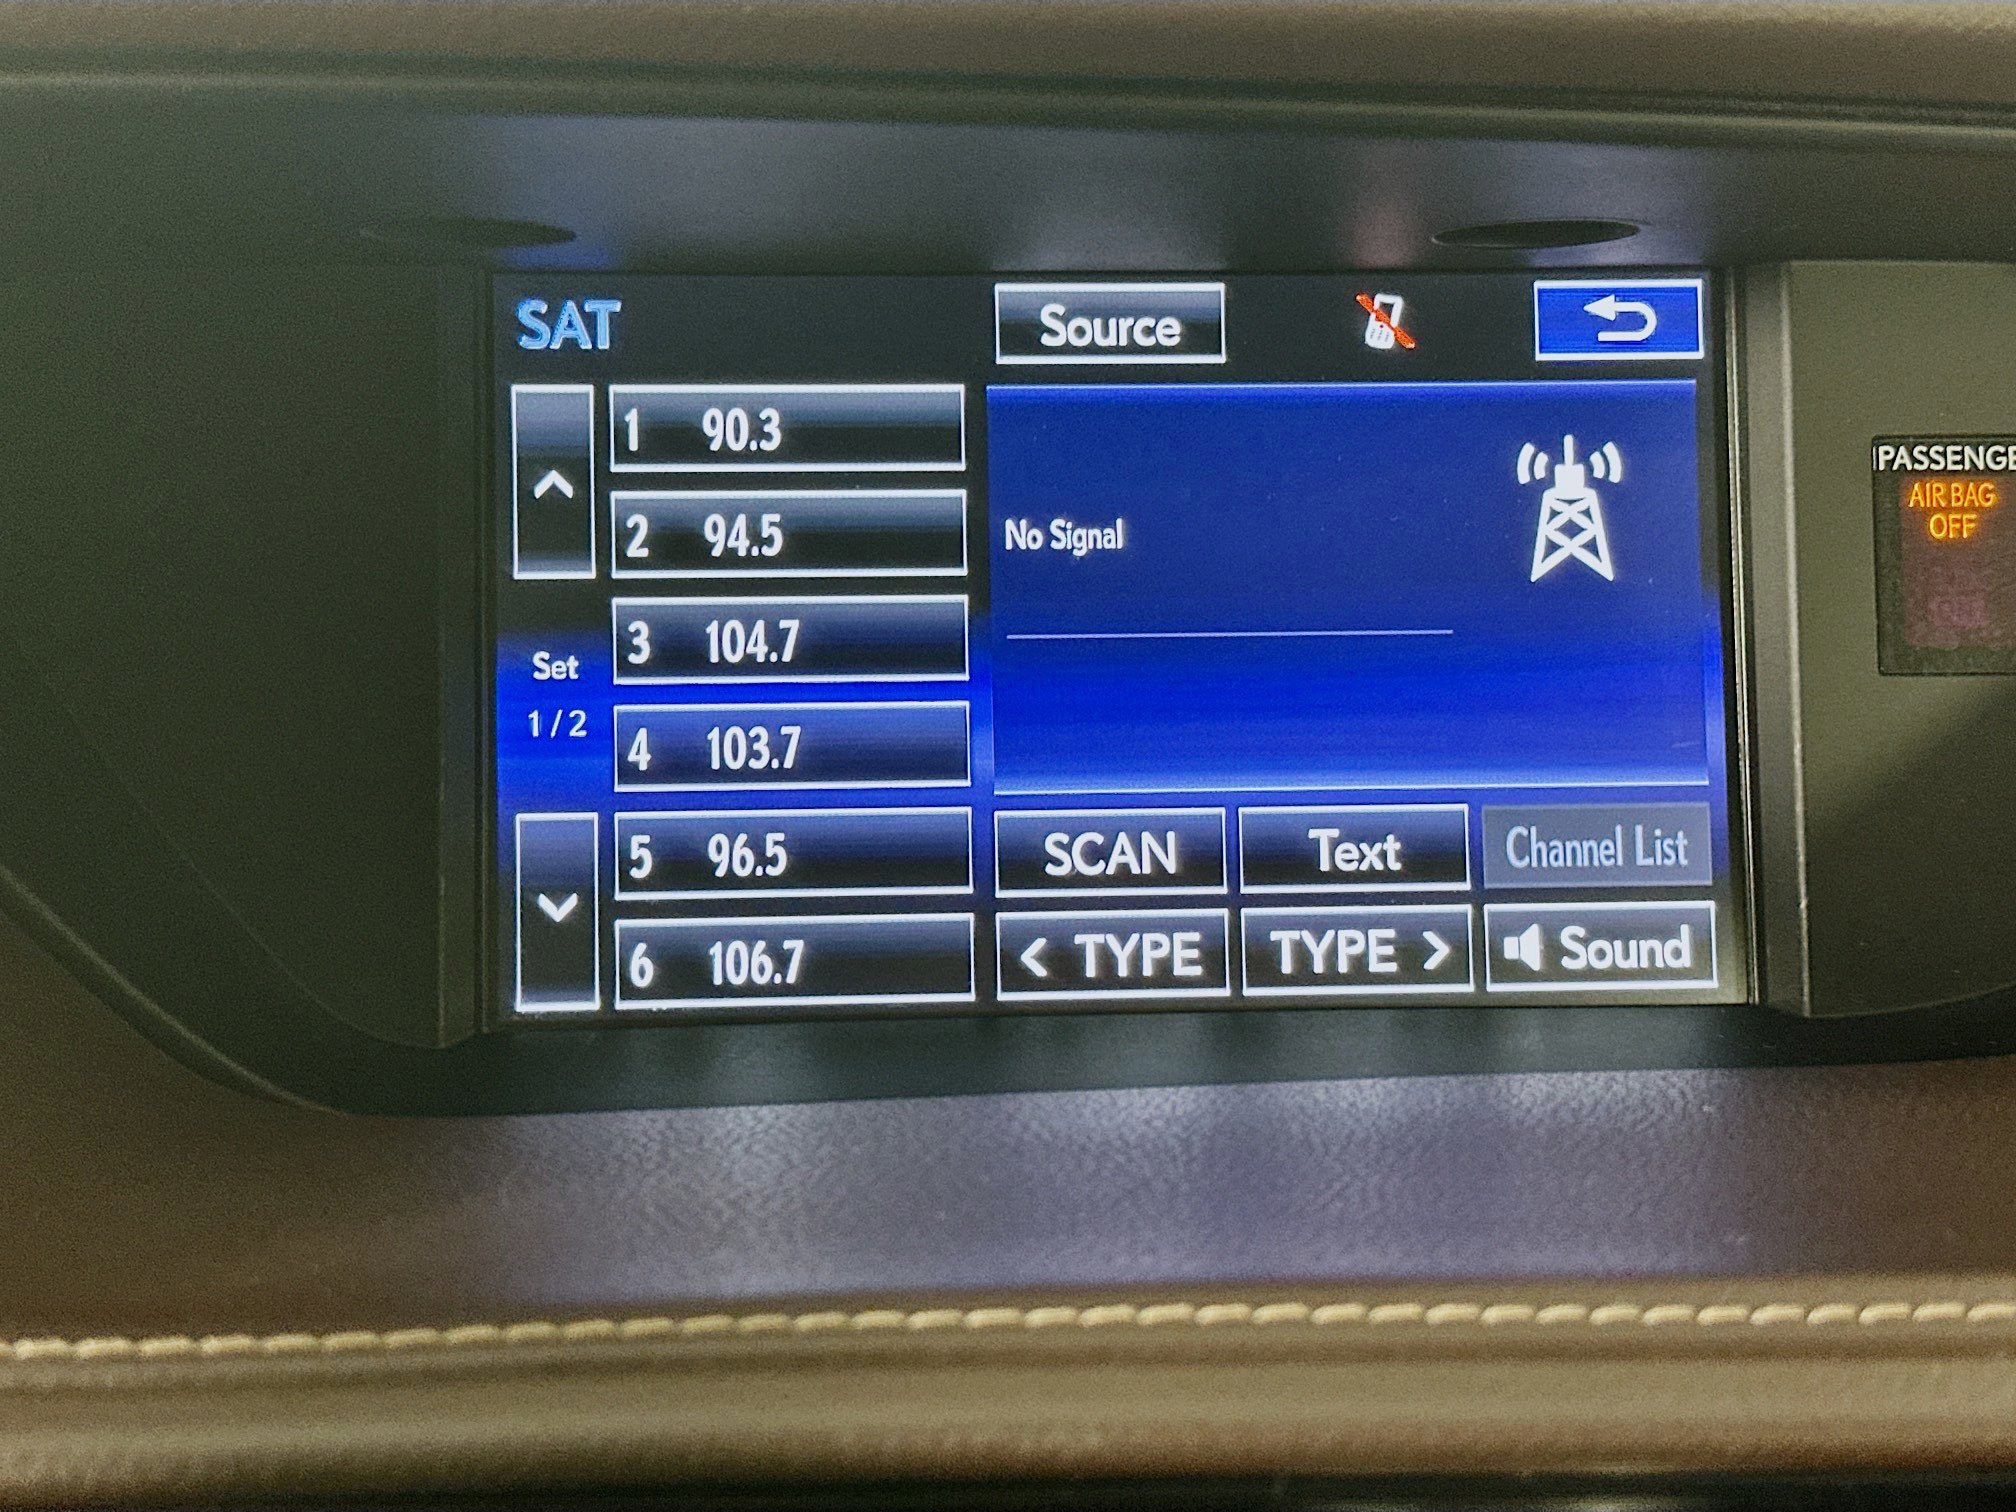 SAT
Source
1 90.3
2 94.5
3 104.7
4 103.7
5 96.5
6 106.7
Set
1 / 2
No Signal
SCAN
Text
Channel List
< TYPE
TYPE >
Sound
PASSENGE
AIR BAG
OFF